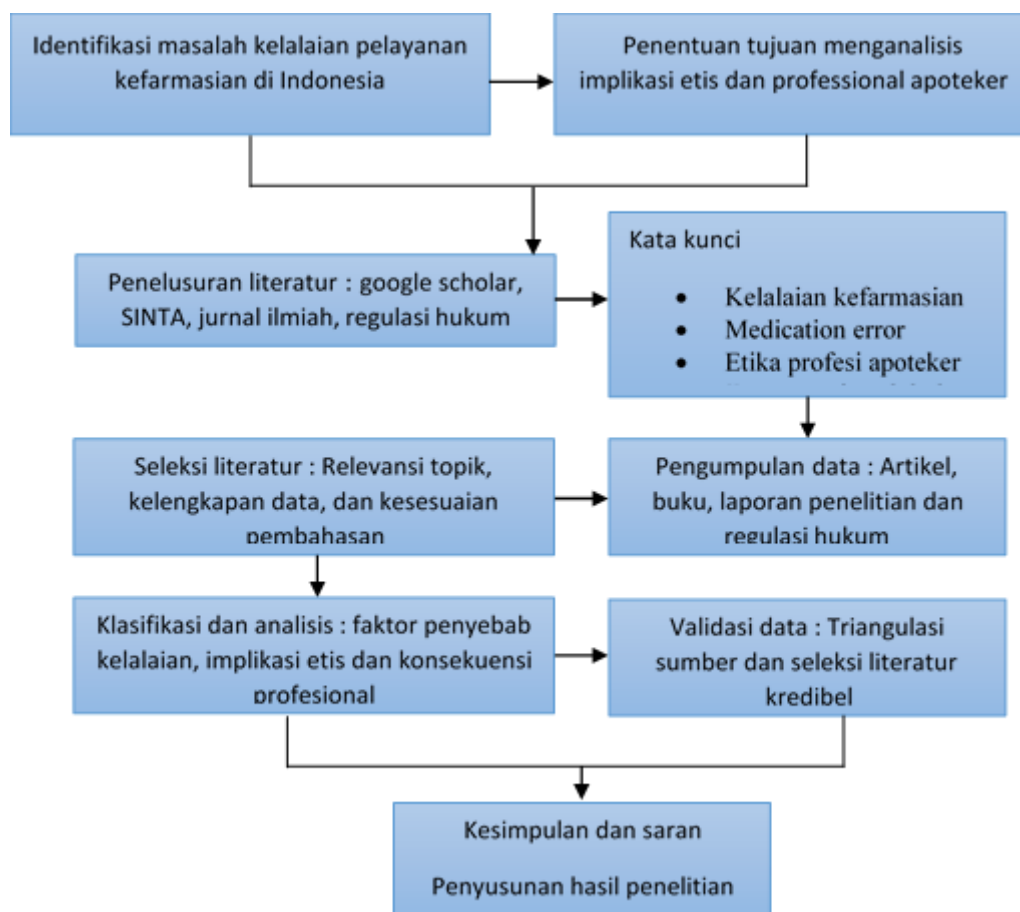 Identifikasi masalah kelalaian pelayanan
kefarmasian di Indonesia
Penentuan tujuan menganalisis
implikasi etis dan professional apoteker
Penelusuran literatur : google scholar,
SINTA, jurnal ilmiah, regulasi hukum
Kata kunci
• Kelalaian kefarmasian
• Medication error
• Etika profesi apoteker
Seleksi literatur : Relevansi topik,
kelengkapan data, dan kesesuaian
pembahasan
Pengumpulan data : Artikel,
buku, laporan penelitian dan
regulasi hukum
Klasifikasi dan analisis : faktor penyebab
kelalaian, implikasi etis dan konsekuensi
profesional
Validasi data : Triangulasi
sumber dan seleksi literatur
kredibel
Kesimpulan dan saran
Penyusunan hasil penelitian